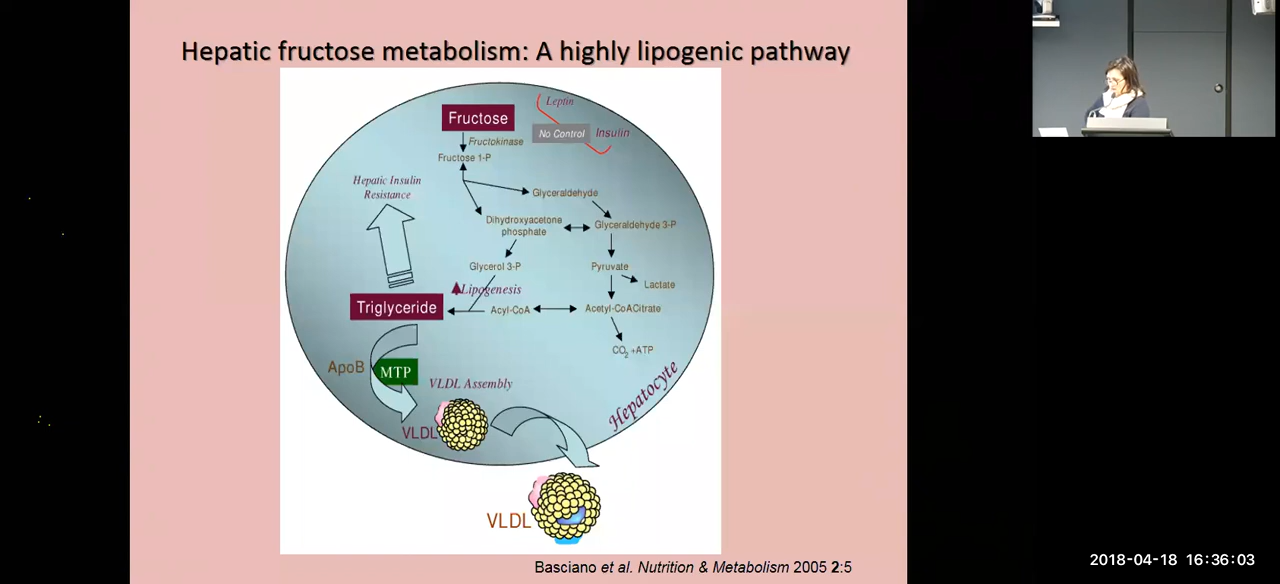 Hepatic fructose metabolism: A highly lipogenic pathway
Leptin
Fructose
No Control
Insulin
Fructokinase
Fructose 1-P
Hepatic Insulin
Resistance
Glyceraldehyde
Dihydroxyacetone
phosphate
Glyceraldehyde 3-P
Glycerol 3-P
Pyruvate
Lactate
Lipogenesis
Triglyceride
Acyl-CoA
Acetyl-CoACitrate
CO2 +ATP
ApoB
MTP
VLDL Assembly
Hepatocyte
VLDL
VLDL
Basciano et al. Nutrition & Metabolism 2005 2:5
2018-04-18 16:36:03